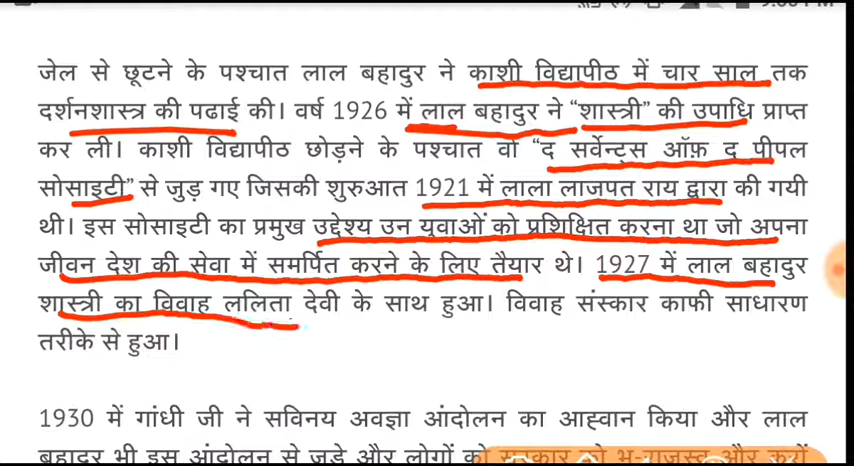 जेल से छूटने के पश्चात लाल बहादुर ने काशी विद्यापीठ में चार साल तक
दर्शनशास्त्र की पढाई की। वर्ष 1926 में लाल बहादुर ने “शास्त्री” की उपाधि प्राप्त
कर ली। काशी विद्यापीठ छोड़ने के पश्चात वो “द सर्वेन्ट्स ऑफ़ द पीपल
सोसाइटी” से जुड़ गए जिसकी शुरुआत 1921 में लाला लाजपत राय द्वारा की गयी
थी। इस सोसाइटी का प्रमुख उद्देश्य उन युवाओं को प्रशिक्षित करना था जो अपना
जीवन देश की सेवा में समर्पित करने के लिए तैयार थे। 1927 में लाल बहादुर
शास्त्री का विवाह ललिता देवी के साथ हुआ। विवाह संस्कार काफी साधारण
तरीके से हुआ।
1930 में गांधी जी ने सविनय अवज्ञा आंदोलन का आह्वान किया और लाल
बहादुर भी इस आंदोलन से जुड़े और लोगों को